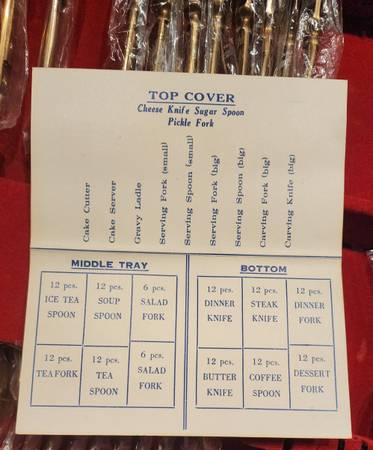 TOP COVER
Cheese Knife Sugar Spoon
Pickle Fork
Cake Cutter
Cake Server
Gravy Ladle
Serving Fork (small)
Serving Spoon (small)
Serving Fork (big)
Serving Spoon (big)
Carving Fork (big)
Carving Knife (big)
MIDDLE TRAY
12 pcs.
ICE TEA
SPOON
12 pcs.
SOUP
SPOON
6 pcs.
SALAD
FORK
12 pcs.
TEA FORK
12 pcs.
TEA
SPOON
6 pcs.
SALAD
FORK
BOTTOM
12 pcs.
DINNER
KNIFE
12 pcs.
STEAK
KNIFE
12 pcs.
DINNER
FORK
12 pcs.
BUTTER
KNIFE
12 pcs.
COFFEE
SPOON
12 pcs.
DESSERT
FORK